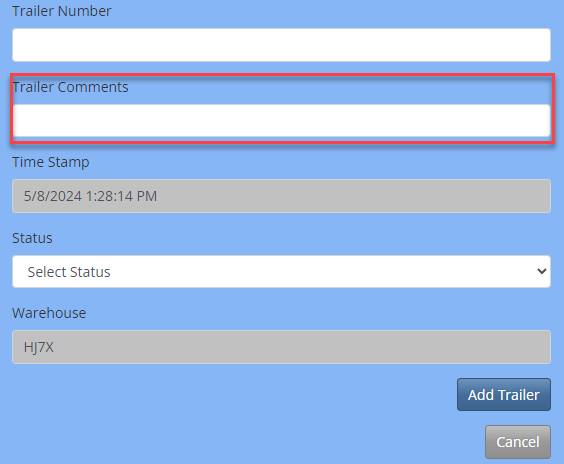 Trailer Number
Trailer Comments
Time Stamp
5/8/2024 1:28:14 PM
Status
Select Status
Warehouse
HJ7X
Add Trailer
Cancel